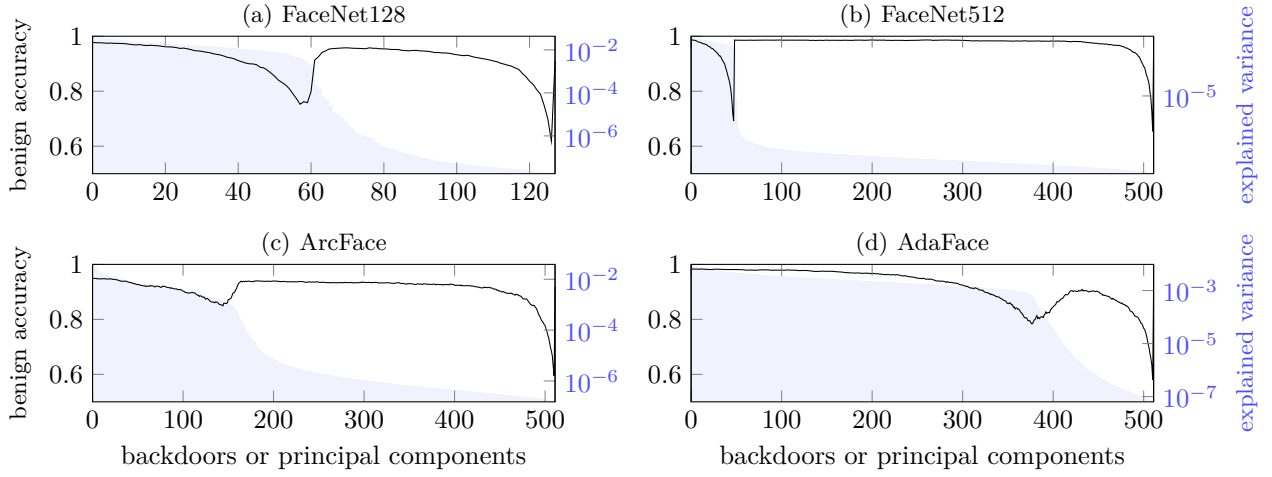 (a) FaceNet128
1
0.8
0.6
benign accuracy
10−2
10−4
10−6
0 20 40 60 80 100 120
(b) FaceNet512
1
0.8
0.6
10−5
explained variance
0 100 200 300 400 500
(c) ArcFace
1
0.8
0.6
benign accuracy
10−2
10−4
10−6
0 100 200 300 400 500
backdoors or principal components
(d) AdaFace
1
0.8
0.6
10−3
10−5
10−7
explained variance
0 100 200 300 400 500
backdoors or principal components